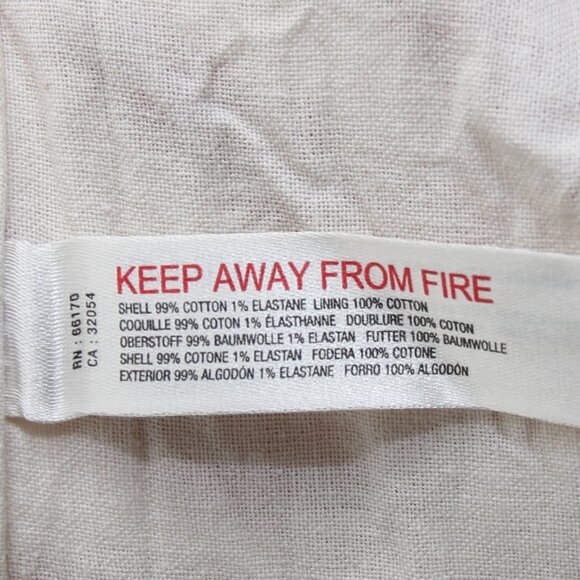 KEEP AWAY FROM FIRE
SHELL 99% COTTON 1% ELASTANE LINING 100% COTTON
COQUILLE 99% COTON 1% ÉLASTHANNE DOUBLURE 100% COTON
OBERSTOFF 99% BAUMWOLLE 1% ELASTAN FUTTER 100% BAUMWOLLE
SHELL 99% COTONE 1% ELASTAN FODERA 100% COTONE
EXTERIOR 99% ALGODÓN 1% ELASTANE FORRO 100% ALGODÓN
RN : 66170
CA : 32054